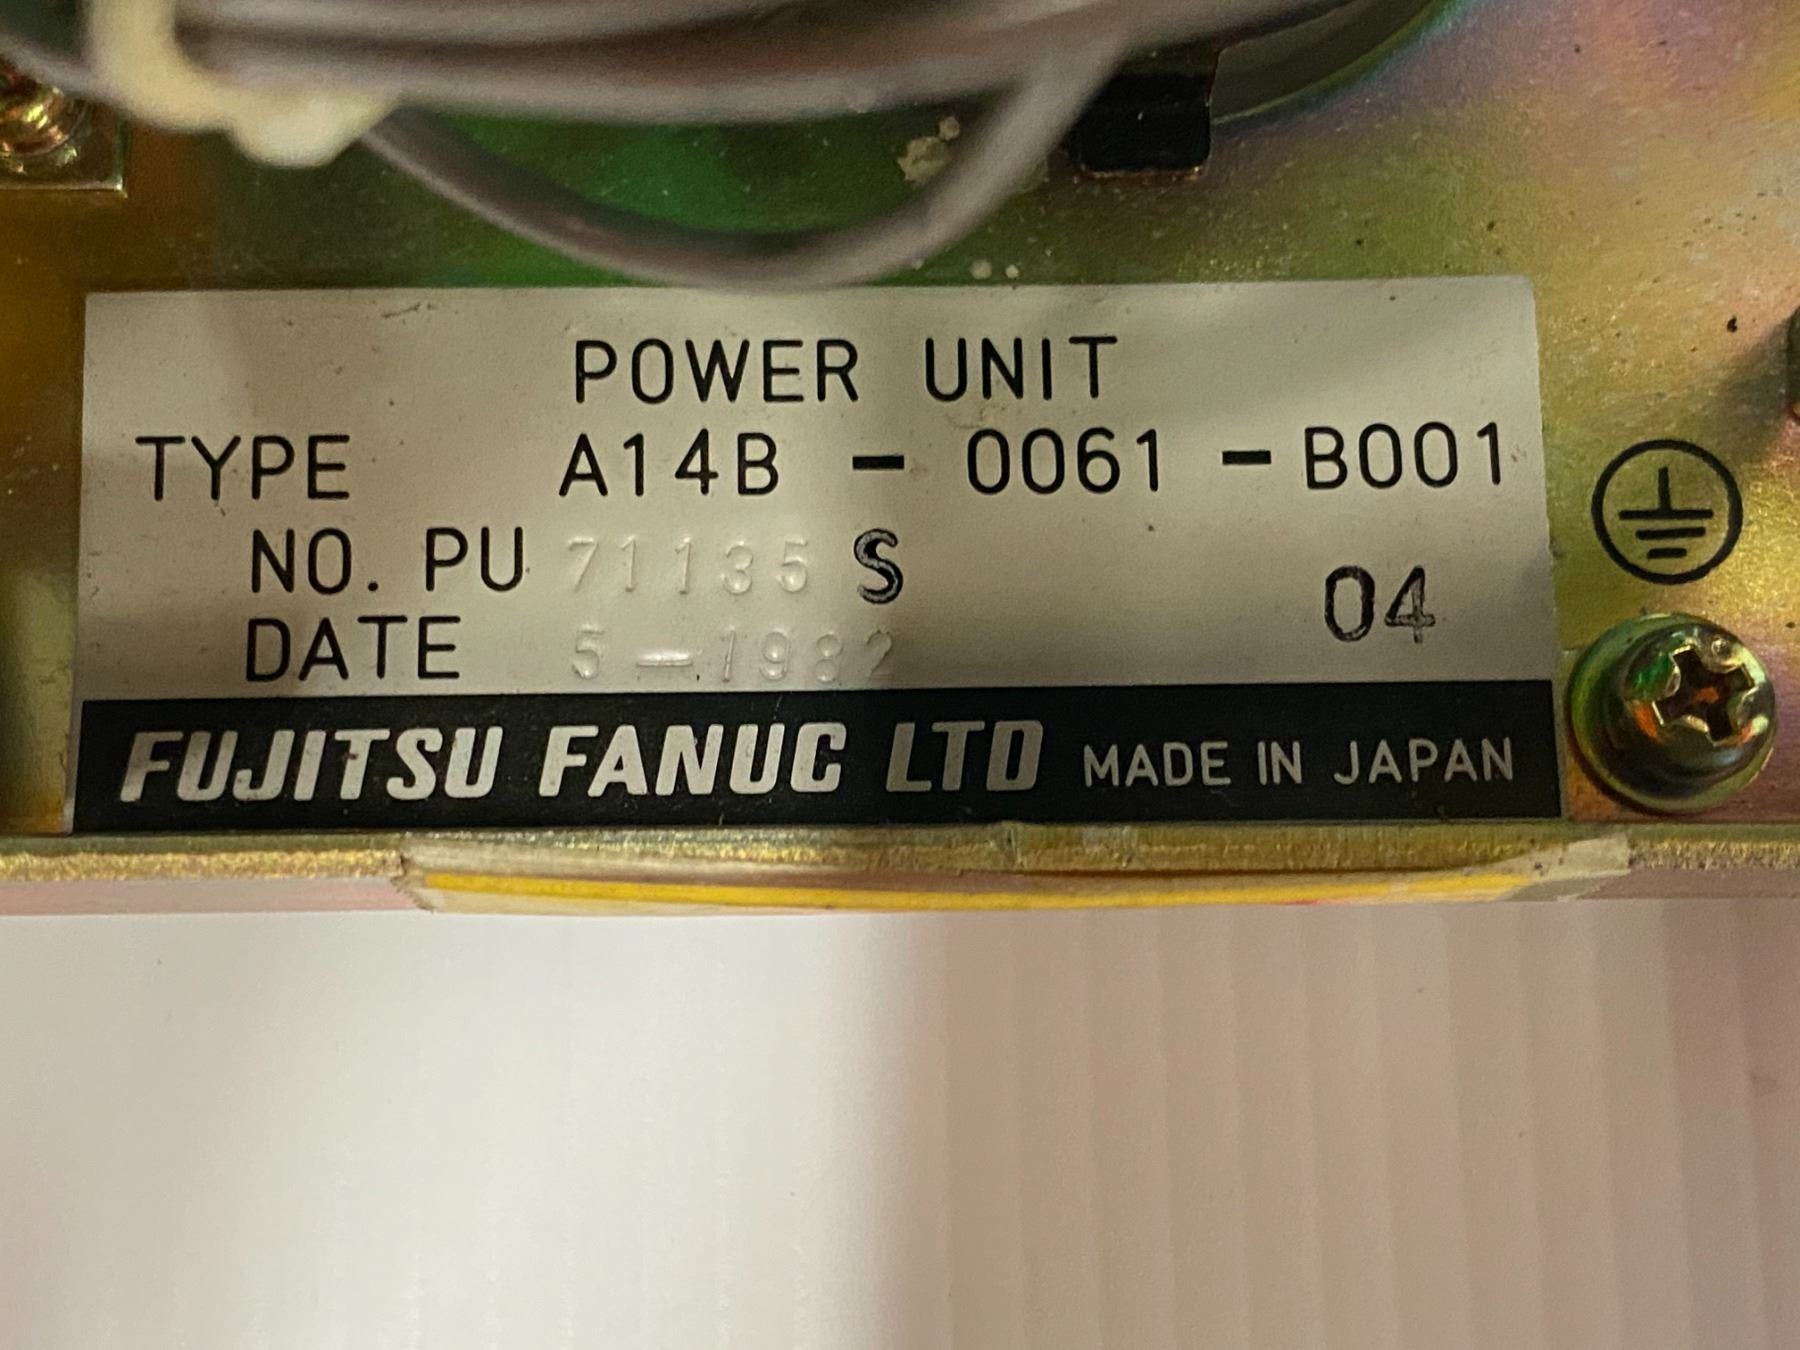 POWER UNIT
TYPE A14B - 0061 - B001
NO. PU 71135 S
04
DATE 5-1982
FUJITSU FANUC LTD MADE IN JAPAN